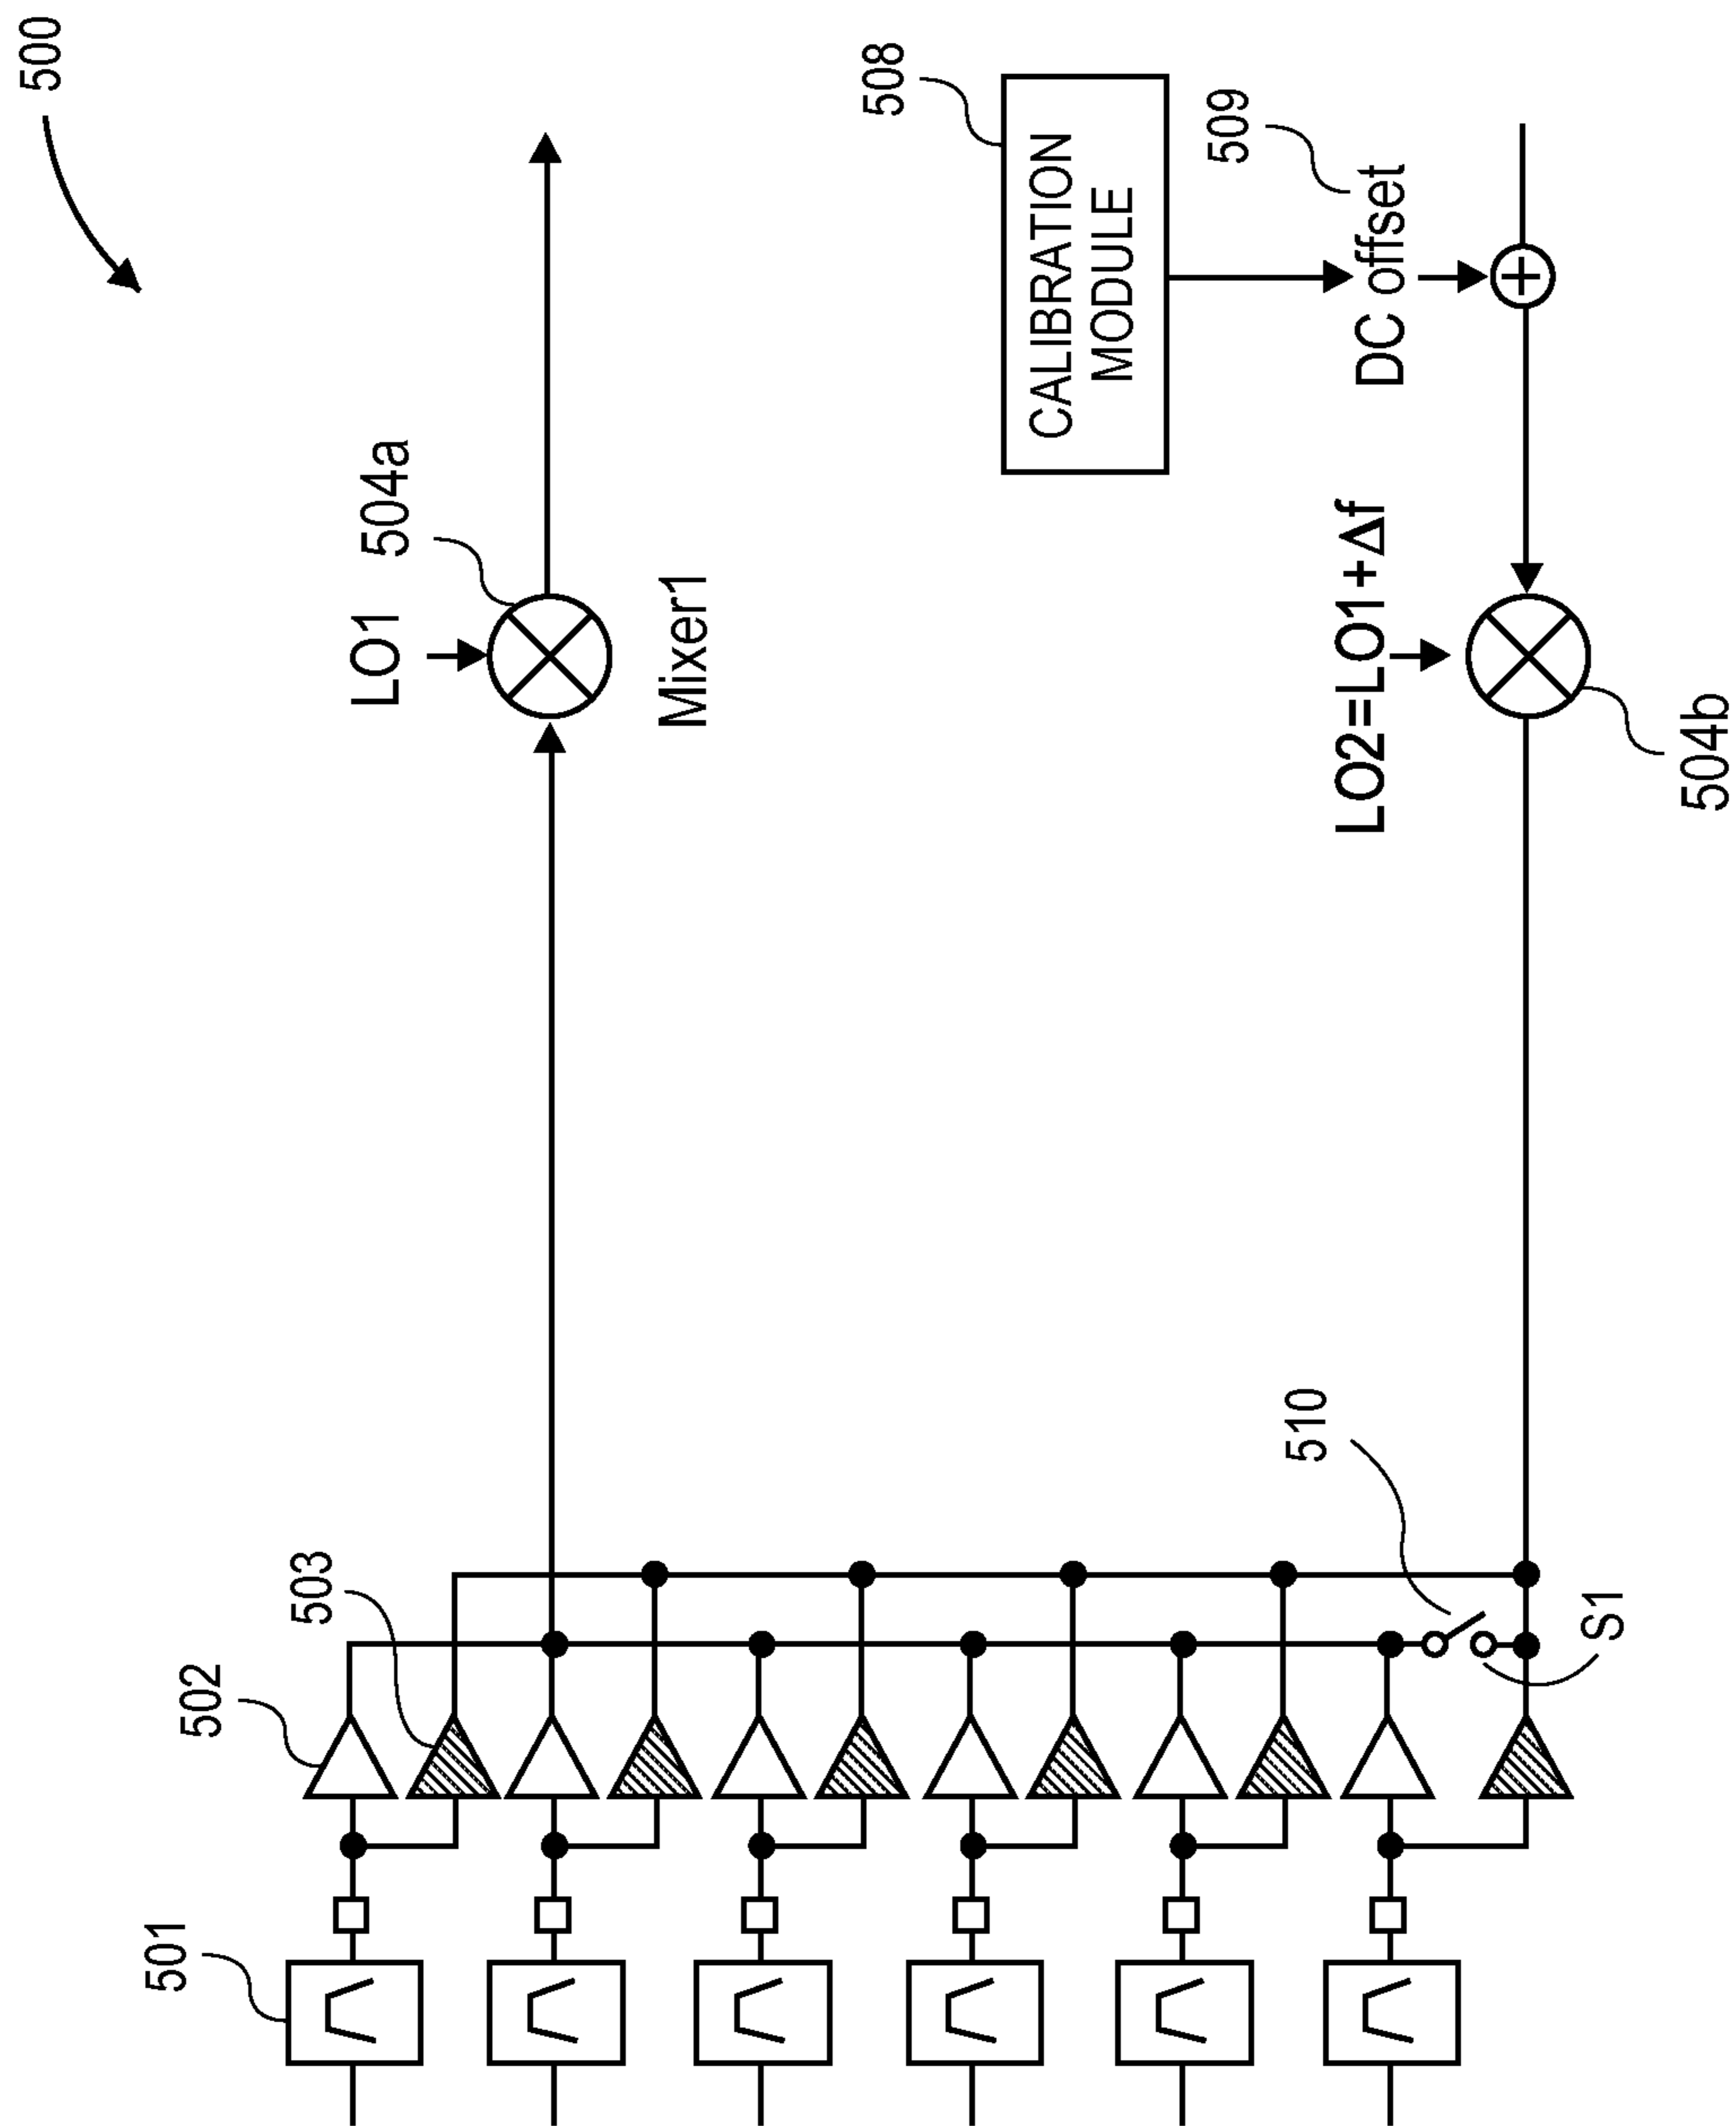 500
LO1
504a
Mixer1
508
CALIBRATION
MODULE
509
DC offset
LO2=LO1+Δf
504b
501
502
503
510
S1